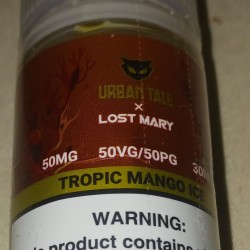 URBAN TALE
×
LOST MARY
50MG 50VG/50PG
TROPIC MANGO ICE
WARNING:
product contains